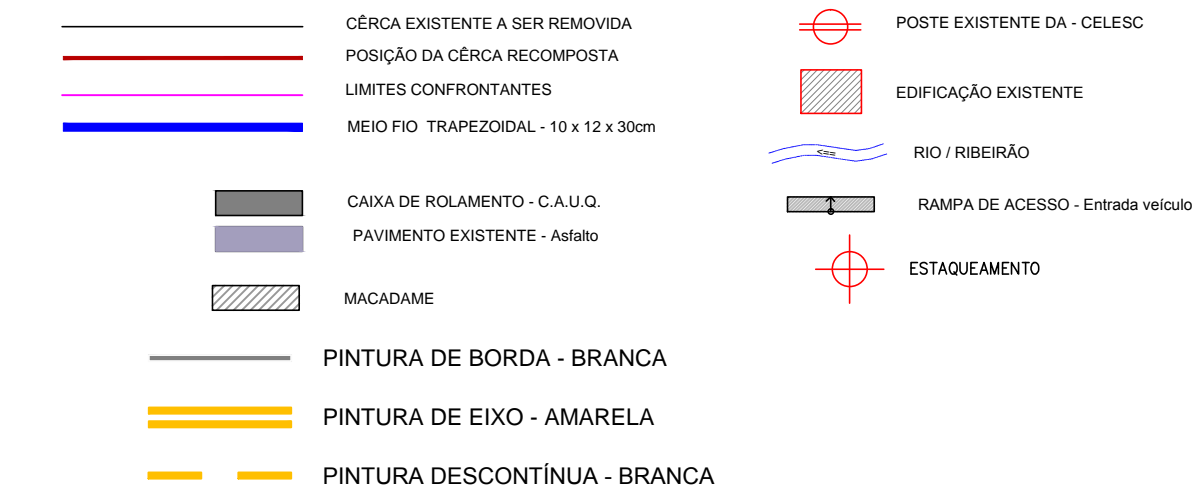 CÊRCA EXISTENTE A SER REMOVIDA
POSIÇÃO DA CÊRCA RECOMPOSTA
LIMITES CONFRONTANTES
MEIO FIO TRAPEZOIDAL - 10 x 12 x 30cm
CAIXA DE ROLAMENTO - C.A.U.Q.
PAVIMENTO EXISTENTE - Asfalto
MACADAME
PINTURA DE BORDA - BRANCA
PINTURA DE EIXO - AMARELA
PINTURA DESCONTÍNUA - BRANCA
POSTE EXISTENTE DA - CELESC
EDIFICAÇÃO EXISTENTE
<==
RIO / RIBEIRÃO
RAMPA DE ACESSO - Entrada veículo
ESTAQUEAMENTO